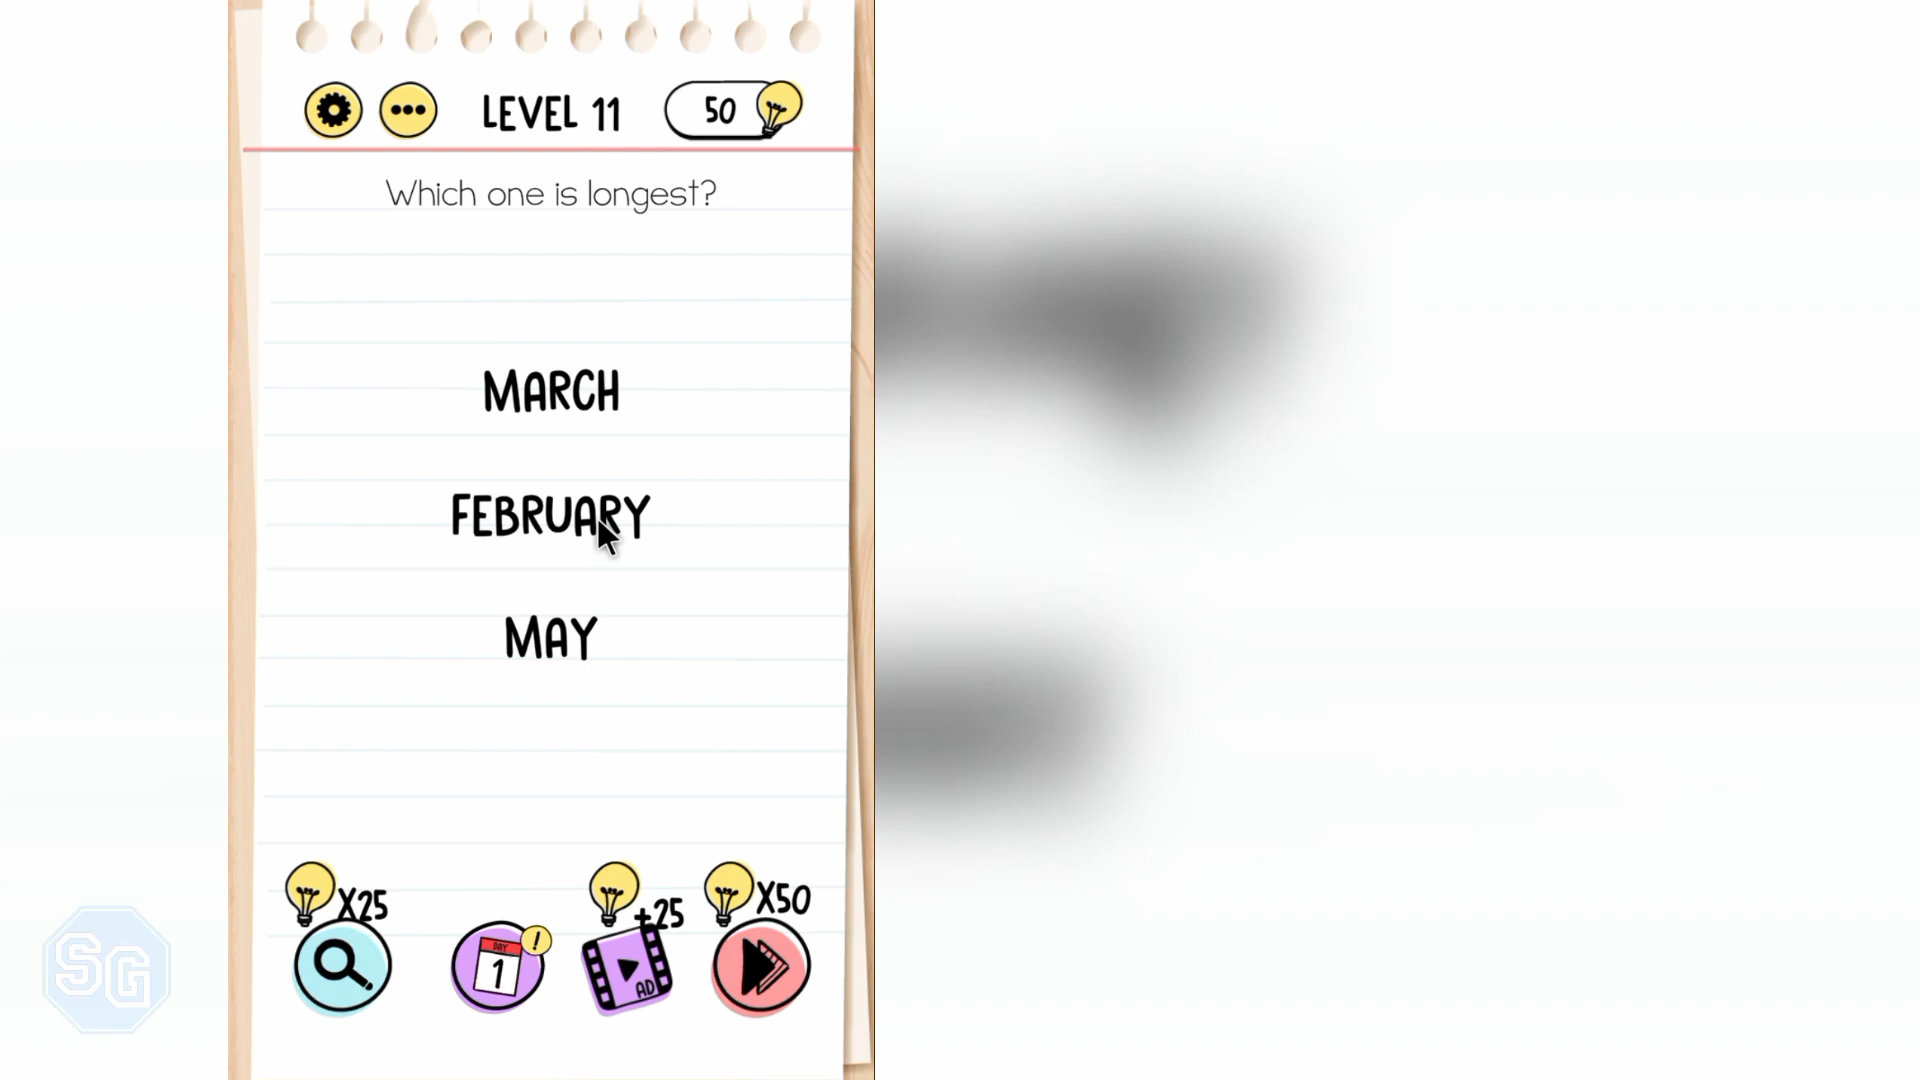 LEVEL 11
50
Which one is longest?
MARCH
FEBRUARY
MAY
X25
+25
X50
DAY
!
1
AD
SG